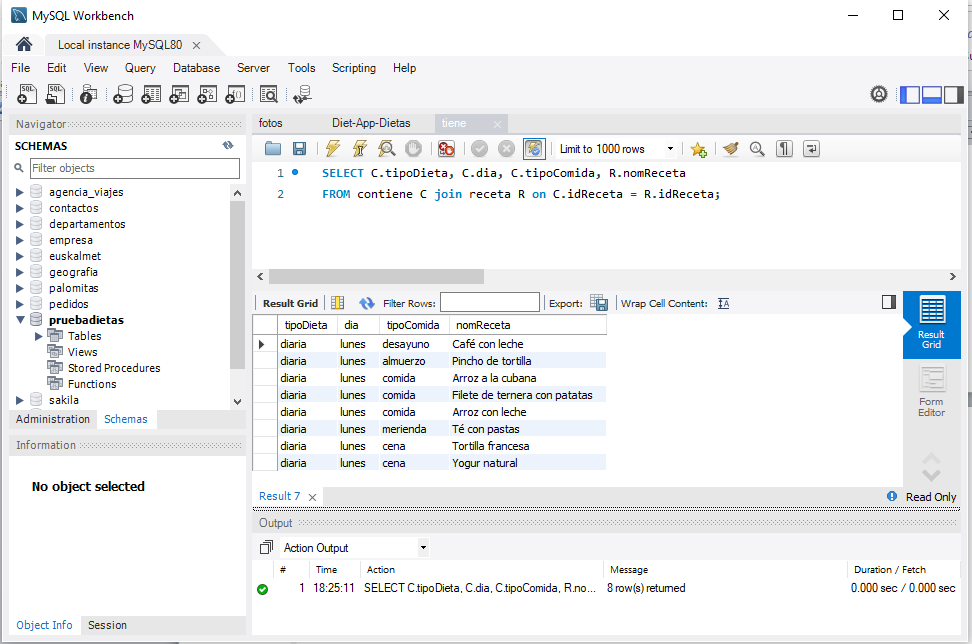 MySQL Workbench
Local instance MySQL80
File Edit View Query Database Server Tools Scripting Help
Navigator
SCHEMAS
Filter objects
agencia_viajes
contactos
departamentos
empresa
euskalmet
geografia
palomitas
pedidos
pruebadietas
Tables
Views
Stored Procedures
Functions
sakila
Administration Schemas
Information
No object selected
Object Info Session
fotos Diet-App-Dietas tiene
Limit to 1000 rows
1 SELECT C.tipoDieta, C.dia, C.tipoComida, R.nomReceta
2 FROM contiene C join receta R on C.idReceta = R.idReceta;
Result Grid Filter Rows: Export: Wrap Cell Content:
tipoDieta dia tipoComida nomReceta
diaria lunes desayuno Café con leche
diaria lunes almuerzo Pincho de tortilla
diaria lunes comida Arroz a la cubana
diaria lunes comida Filete de ternera con patatas
diaria lunes comida Arroz con leche
diaria lunes merienda Té con pastas
diaria lunes cena Tortilla francesa
diaria lunes cena Yogur natural
Result
Grid
Form
Editor
Result 7 Read Only
Output
Action Output
# Time Action Message Duration / Fetch
1 18:25:11 SELECT C.tipoDieta, C.dia, C.tipoComida, R.no... 8 row(s) returned 0.000 sec / 0.000 sec